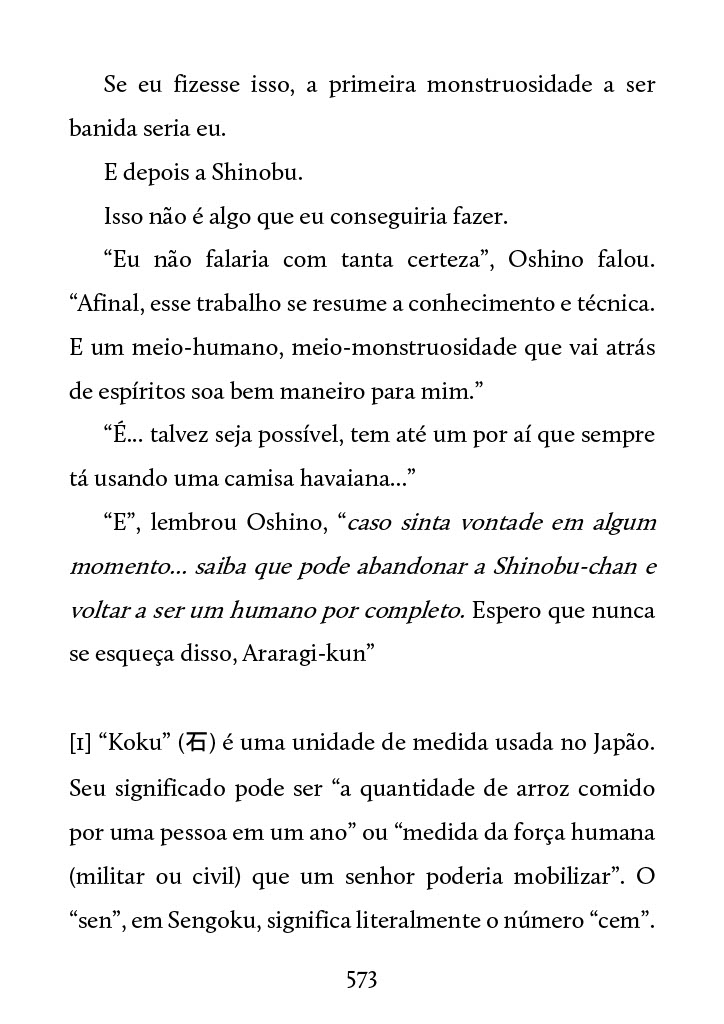 Se eu fizesse isso, a primeira monstruosidade a ser
banida seria eu.
E depois a Shinobu.
Isso não é algo que eu conseguiria fazer.
“Eu não falaria com tanta certeza”, Oshino falou.
“Afinal, esse trabalho se resume a conhecimento e técnica.
E um meio-humano, meio-monstruosidade que vai atrás
de espíritos soa bem maneiro para mim.”
“É... talvez seja possível, tem até um por aí que sempre
tá usando uma camisa havaiana...”
“E”, lembrou Oshino, “caso sinta vontade em algum
momento... saiba que pode abandonar a Shinobu-chan e
voltar a ser um humano por completo. Espero que nunca
se esqueça disso, Araragi-kun”
[1] “Koku” (石) é uma unidade de medida usada no Japão.
Seu significado pode ser “a quantidade de arroz comido
por uma pessoa em um ano” ou “medida da força humana
(militar ou civil) que um senhor poderia mobilizar”. O
“sen”, em Sengoku, significa literalmente o número “cem”.
573